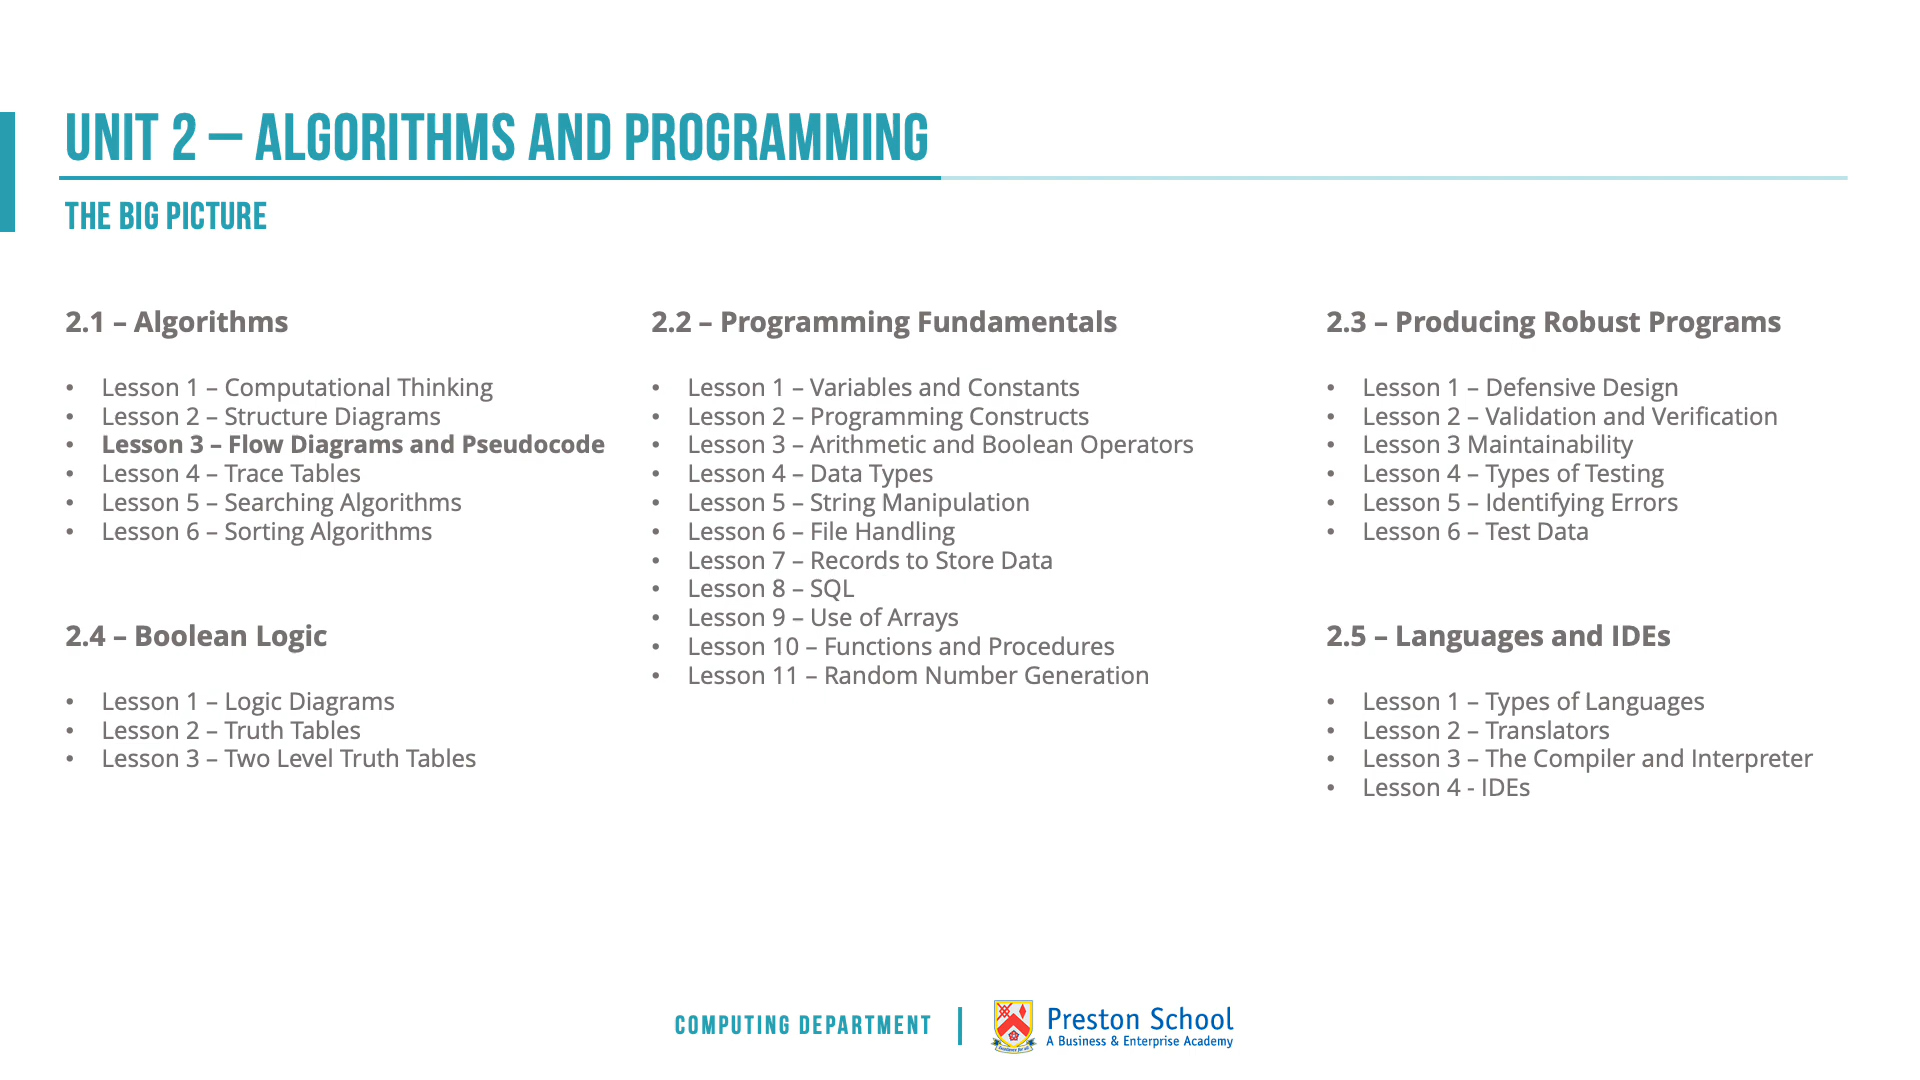 UNIT 2 – ALGORITHMS AND PROGRAMMING
THE BIG PICTURE
2.1 – Algorithms
• Lesson 1 – Computational Thinking
• Lesson 2 – Structure Diagrams
• Lesson 3 – Flow Diagrams and Pseudocode
• Lesson 4 – Trace Tables
• Lesson 5 – Searching Algorithms
• Lesson 6 – Sorting Algorithms
2.4 – Boolean Logic
• Lesson 1 – Logic Diagrams
• Lesson 2 – Truth Tables
• Lesson 3 – Two Level Truth Tables
2.2 – Programming Fundamentals
• Lesson 1 – Variables and Constants
• Lesson 2 – Programming Constructs
• Lesson 3 – Arithmetic and Boolean Operators
• Lesson 4 – Data Types
• Lesson 5 – String Manipulation
• Lesson 6 – File Handling
• Lesson 7 – Records to Store Data
• Lesson 8 – SQL
• Lesson 9 – Use of Arrays
• Lesson 10 – Functions and Procedures
• Lesson 11 – Random Number Generation
2.3 – Producing Robust Programs
• Lesson 1 – Defensive Design
• Lesson 2 – Validation and Verification
• Lesson 3 Maintainability
• Lesson 4 – Types of Testing
• Lesson 5 – Identifying Errors
• Lesson 6 – Test Data
2.5 – Languages and IDEs
• Lesson 1 – Types of Languages
• Lesson 2 – Translators
• Lesson 3 – The Compiler and Interpreter
• Lesson 4 - IDEs
COMPUTING DEPARTMENT
Preston School
A Business & Enterprise Academy